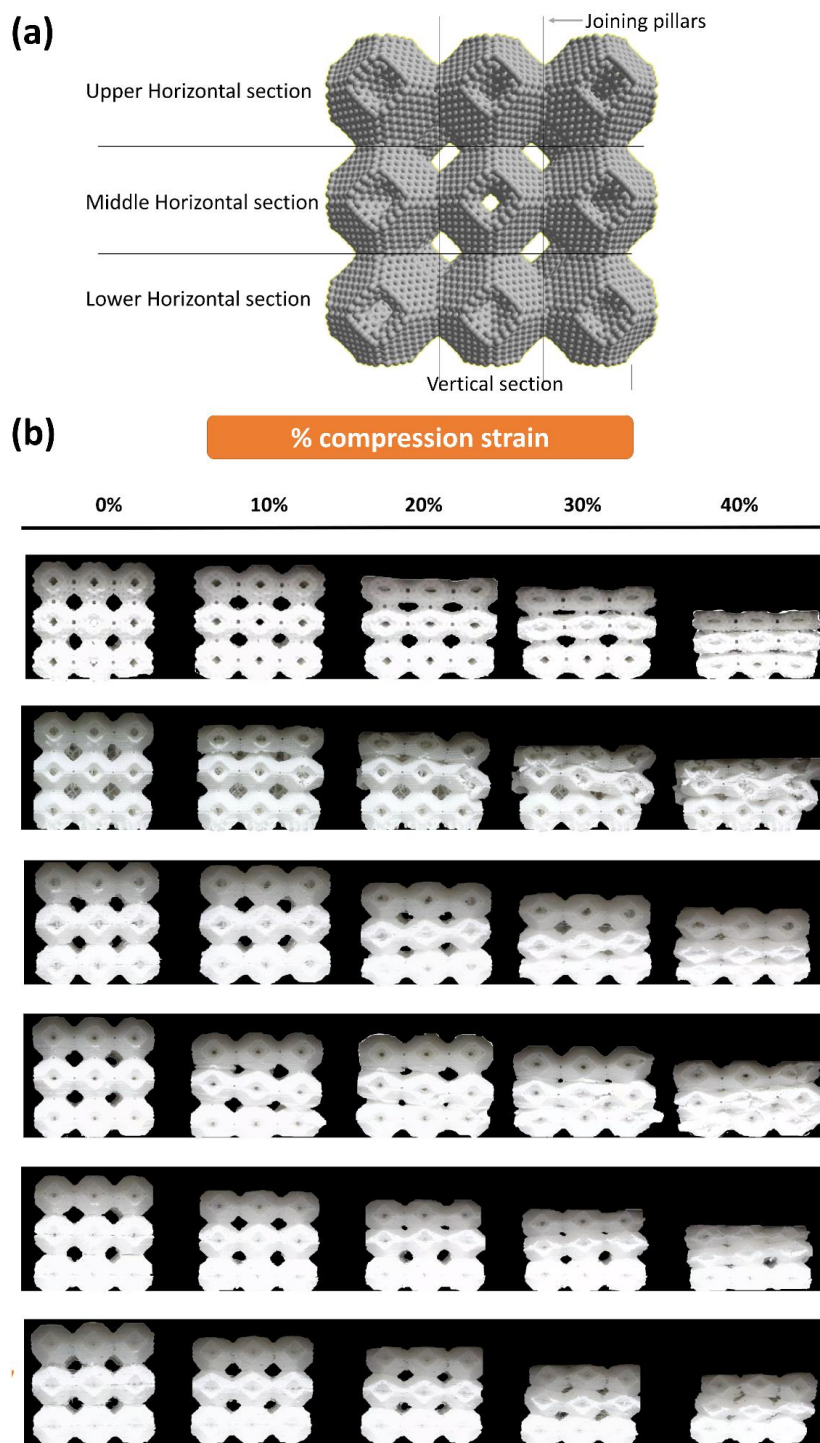 (a)
Joining pillars
Upper Horizontal section
Middle Horizontal section
Lower Horizontal section
Vertical section
(b)
% compression strain
0% 10% 20% 30% 40%